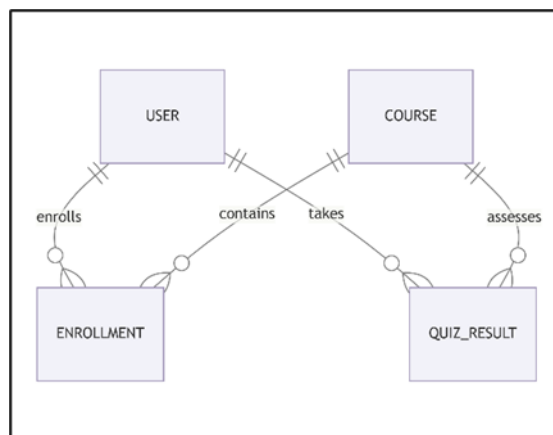 USER
COURSE
enrolls
contains
takes
assesses
ENROLLMENT
QUIZ_RESULT